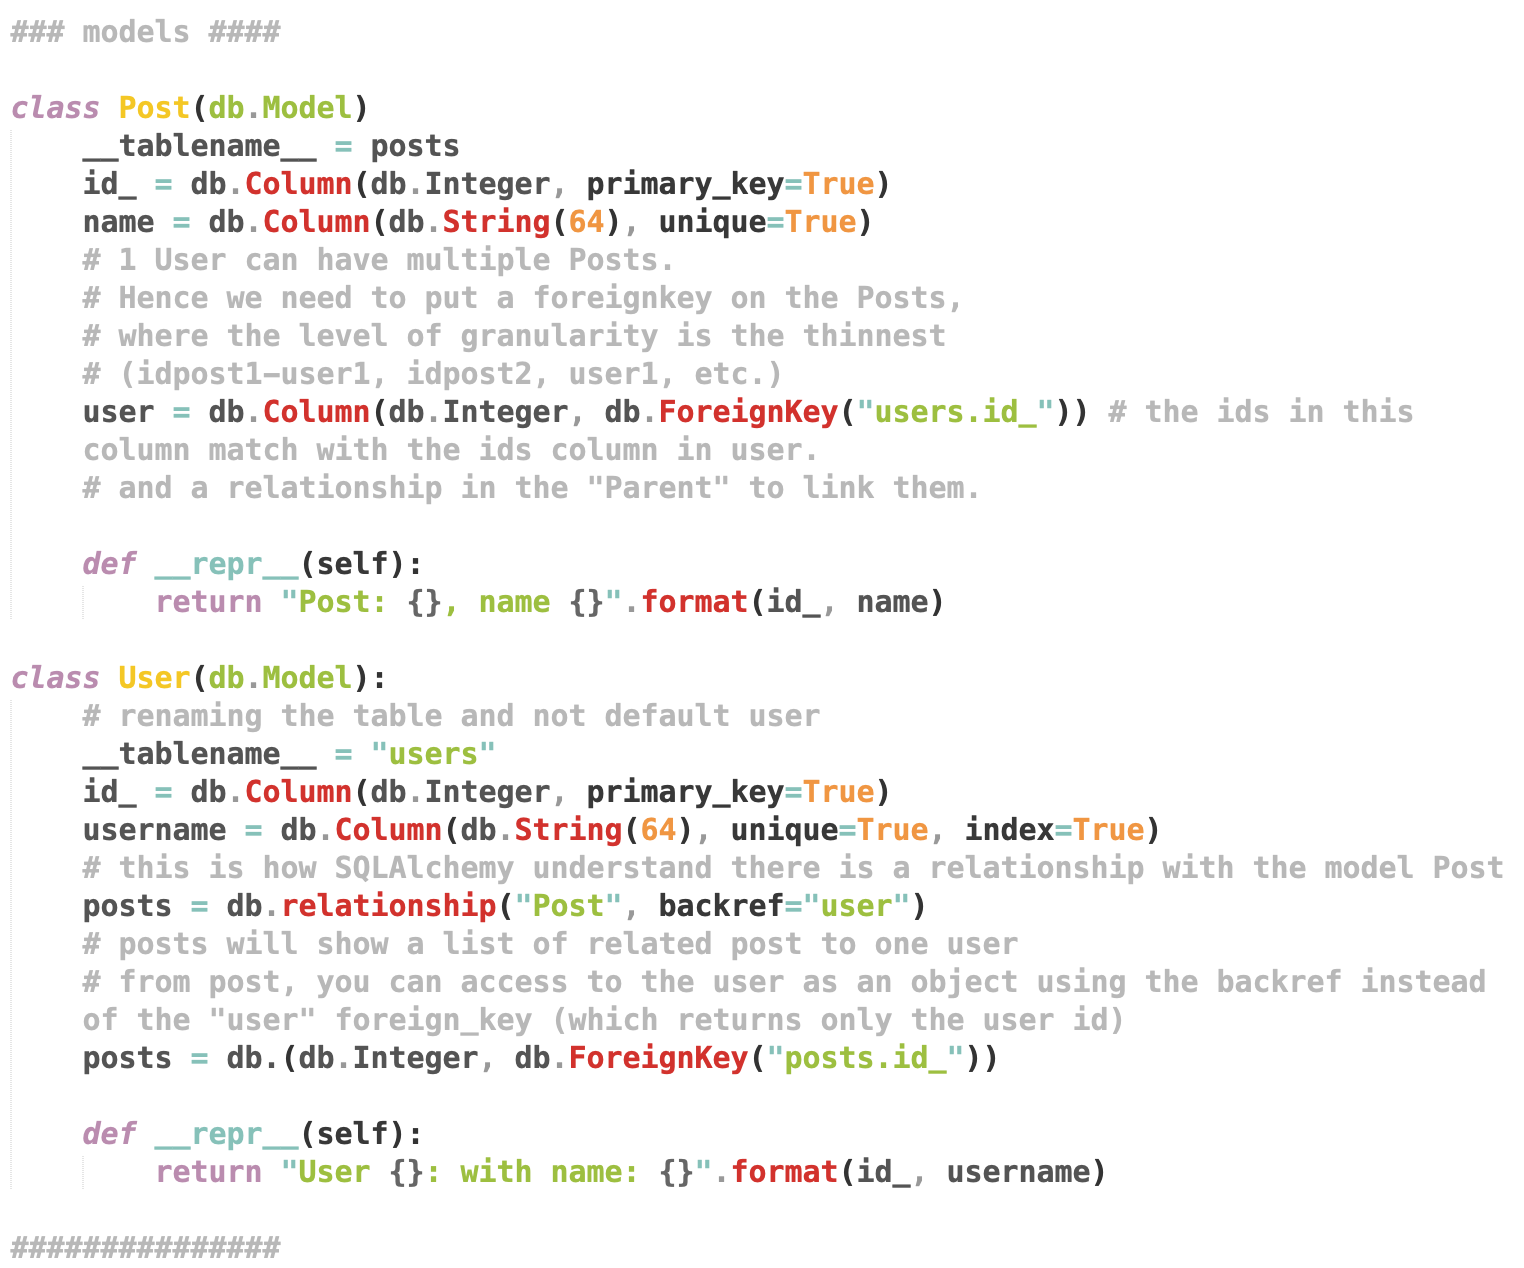 ### models ####
class Post(db.Model)
__tablename__ = posts
id_ = db.Column(db.Integer, primary_key=True)
name = db.Column(db.String(64), unique=True)
# 1 User can have multiple Posts.
# Hence we need to put a foreignkey on the Posts,
# where the level of granularity is the thinnest
# (idpost1-user1, idpost2, user1, etc.)
user = db.Column(db.Integer, db.ForeignKey("users.id_")) # the ids in this
column match with the ids column in user.
# and a relationship in the "Parent" to link them.
def __repr__(self):
return "Post: {}, name {}".format(id_, name)
class User(db.Model):
# renaming the table and not default user
__tablename__ = "users"
id_ = db.Column(db.Integer, primary_key=True)
username = db.Column(db.String(64), unique=True, index=True)
# this is how SQLAlchemy understand there is a relationship with the model Post
posts = db.relationship("Post", backref="user")
# posts will show a list of related post to one user
# from post, you can access to the user as an object using the backref instead
of the "user" foreign_key (which returns only the user id)
posts = db.(db.Integer, db.ForeignKey("posts.id_"))
def __repr__(self):
return "User {}: with name: {}".format(id_, username)
###############